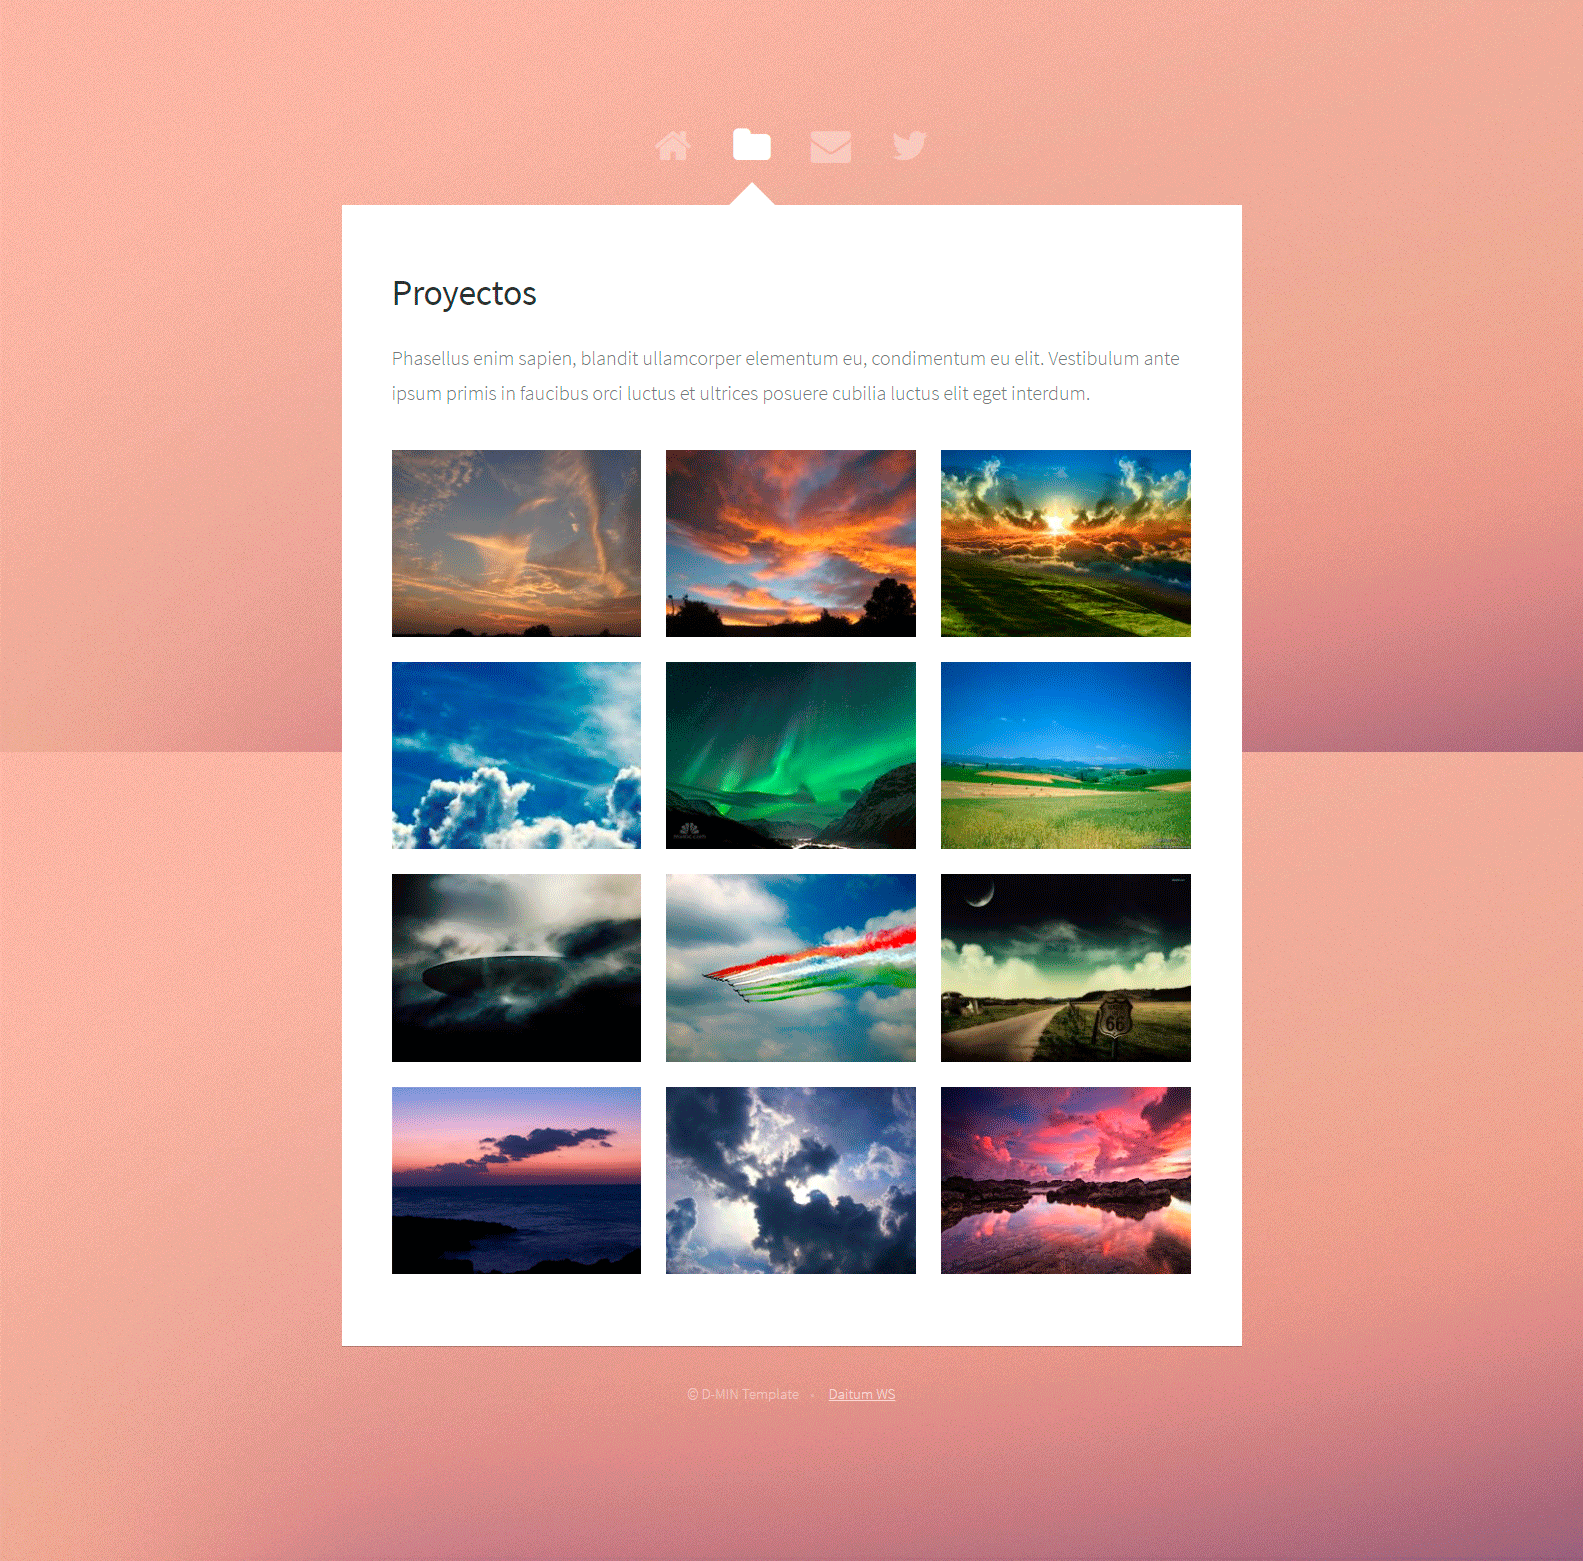 Proyectos
Phasellus enim sapien, blandit ullamcorper elementum eu, condimentum eu elit. Vestibulum ante
ipsum primis in faucibus orci luctus et ultrices posuere cubilia luctus elit eget interdum.
66
© D-MIN Template • Daitum WS